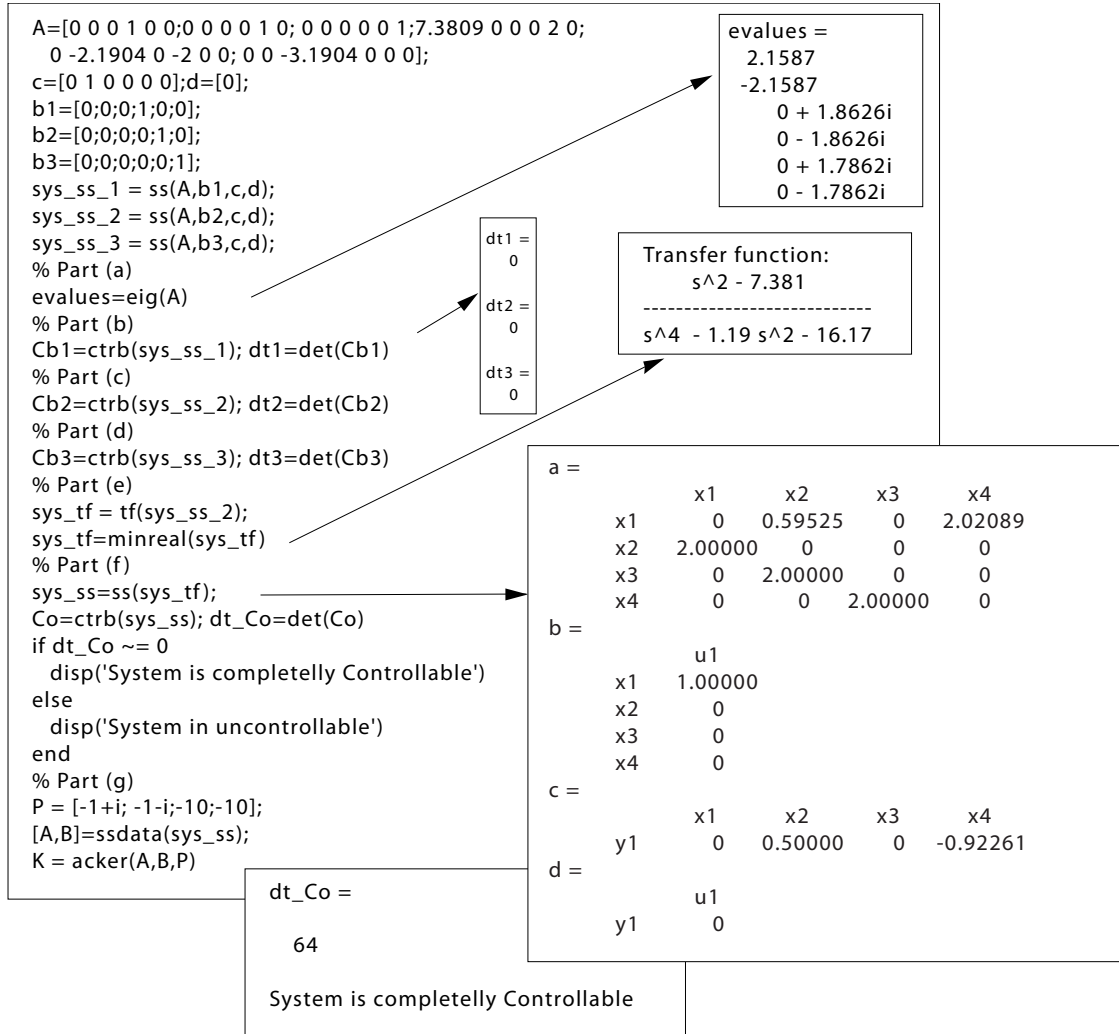 A=[0 0 0 1 0 0;0 0 0 0 1 0; 0 0 0 0 0 1;7.3809 0 0 0 2 0;
0 -2.1904 0 -2 0 0; 0 0 -3.1904 0 0 0];
c=[0 1 0 0 0 0];d=[0];
b1=[0;0;0;1;0;0];
b2=[0;0;0;0;1;0];
b3=[0;0;0;0;0;1];
sys_ss_1 = ss(A,b1,c,d);
sys_ss_2 = ss(A,b2,c,d);
sys_ss_3 = ss(A,b3,c,d);
% Part (a)
evalues=eig(A)
% Part (b)
Cb1=ctrb(sys_ss_1); dt1=det(Cb1)
% Part (c)
Cb2=ctrb(sys_ss_2); dt2=det(Cb2)
% Part (d)
Cb3=ctrb(sys_ss_3); dt3=det(Cb3)
% Part (e)
sys_tf = tf(sys_ss_2);
sys_tf=minreal(sys_tf)
% Part (f)
sys_ss=ss(sys_tf);
Co=ctrb(sys_ss); dt_Co=det(Co)
if dt_Co ~= 0
disp('System is completelly Controllable')
else
disp('System in uncontrollable')
end
% Part (g)
P = [-1+i; -1-i;-10;-10];
[A,B]=ssdata(sys_ss);
K = acker(A,B,P)
evalues =
2.1587
-2.1587
0 + 1.8626i
0 - 1.8626i
0 + 1.7862i
0 - 1.7862i
dt1 =
0
dt2 =
0
dt3 =
0
Transfer function:
s^2 - 7.381
----------------------------
s^4 - 1.19 s^2 - 16.17
a =
x1 x2 x3 x4
x1 0 0.59525 0 2.02089
x2 2.00000 0 0 0
x3 0 2.00000 0 0
x4 0 0 2.00000 0
b =
u1
x1 1.00000
x2 0
x3 0
x4 0
c =
x1 x2 x3 x4
y1 0 0.50000 0 -0.92261
d =
u1
y1 0
dt_Co =
64
System is completelly Controllable